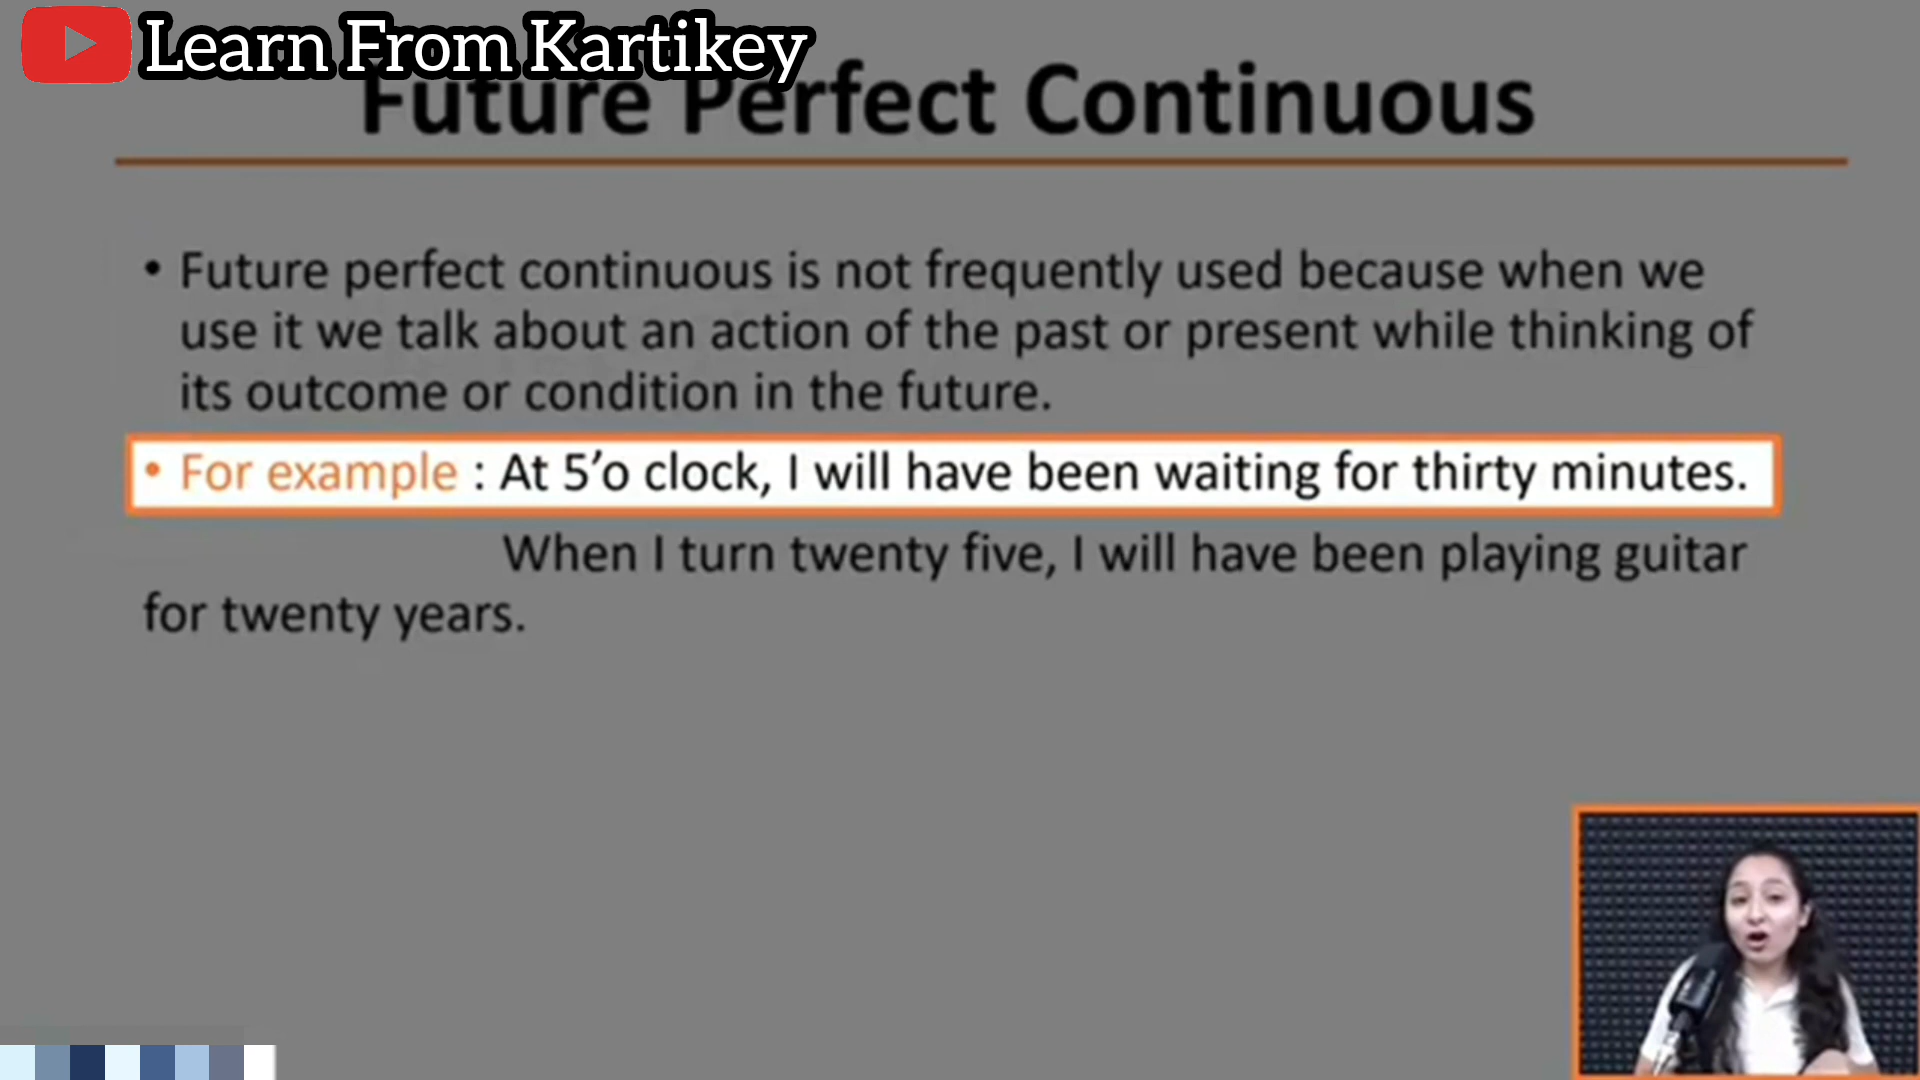 Learn From Kartikey
Future Perfect Continuous
• Future perfect continuous is not frequently used because when we
use it we talk about an action of the past or present while thinking of
its outcome or condition in the future.
• For example : At 5’o clock, I will have been waiting for thirty minutes.
When I turn twenty five, I will have been playing guitar
for twenty years.